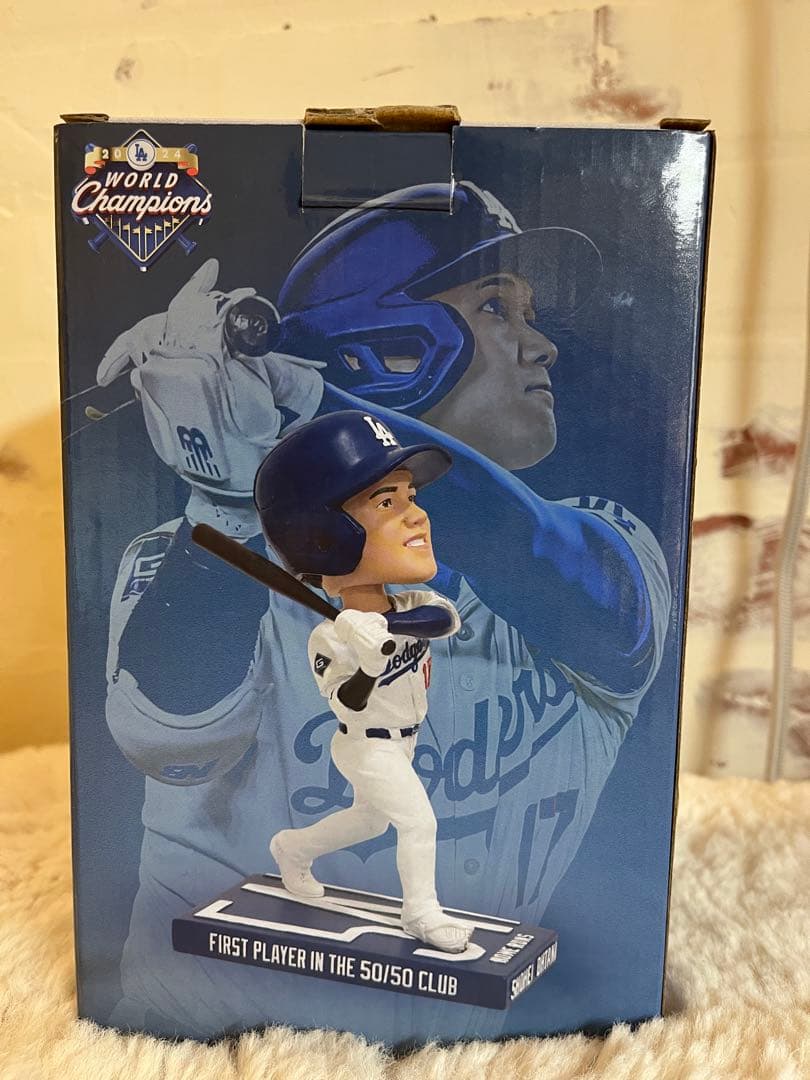 2024
LA
WORLD
Champions
LA
Dodgers
17
Dodgers
17
FIRST PLAYER IN THE 50/50 CLUB
SHOHEI OHTANI